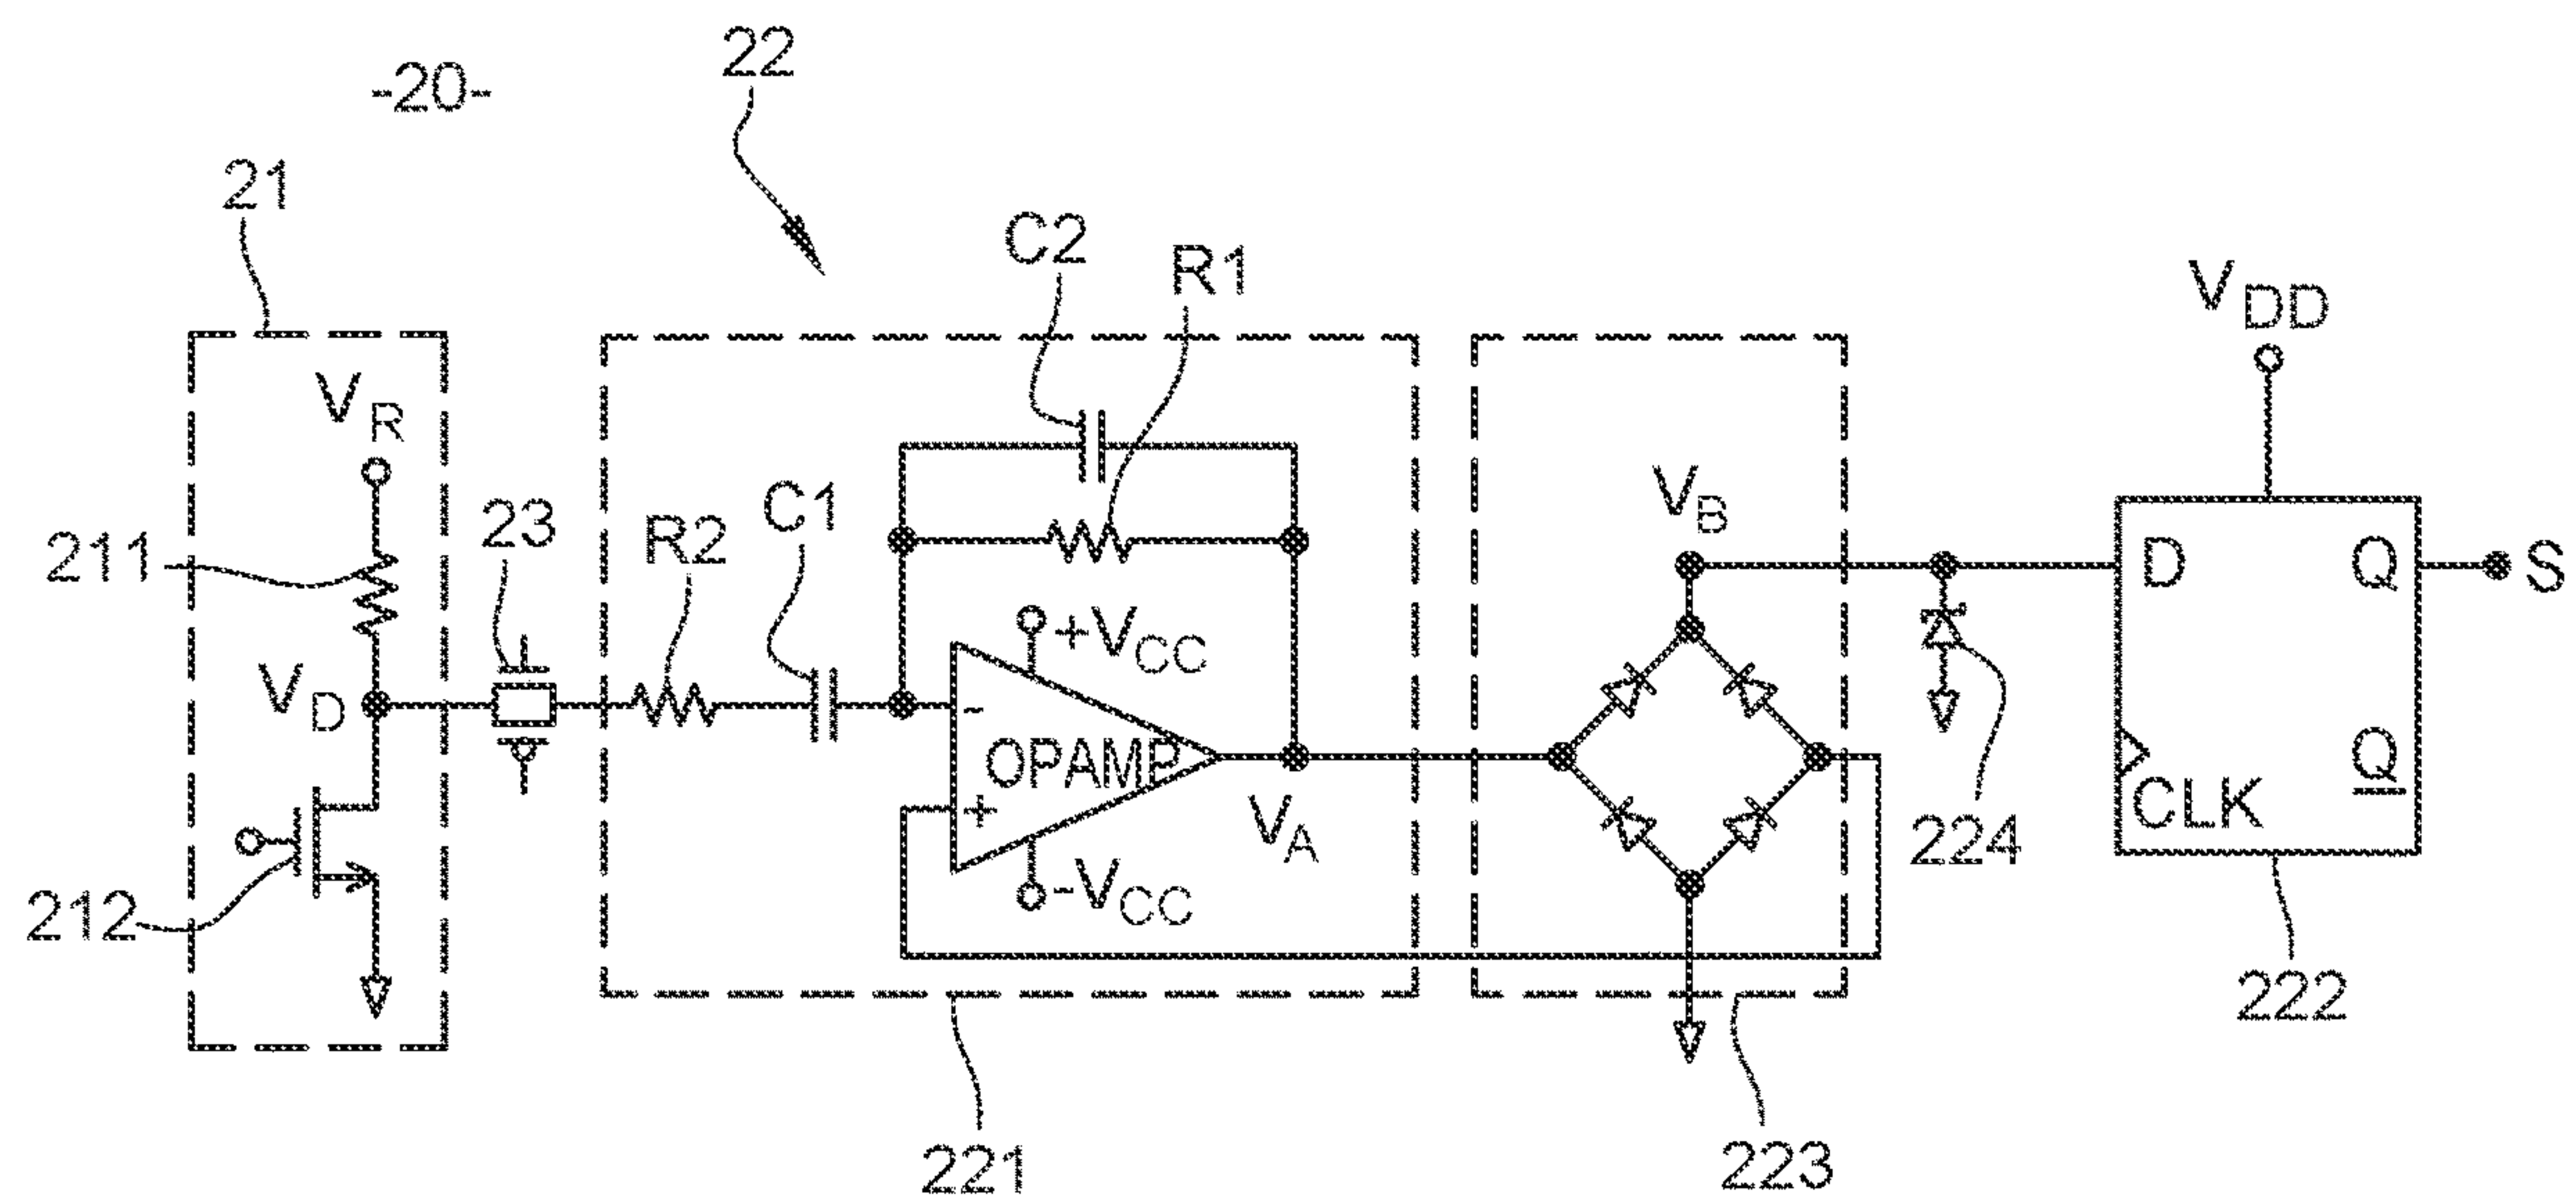 -20-
22
21
C2
R1
V_DD
V_R
23
C1
R2
211
V_B
D
Q
S
+V_CC
V_D
-
OPAMP
+
V_A
Q̅
CLK
224
-V_CC
212
222
221
223